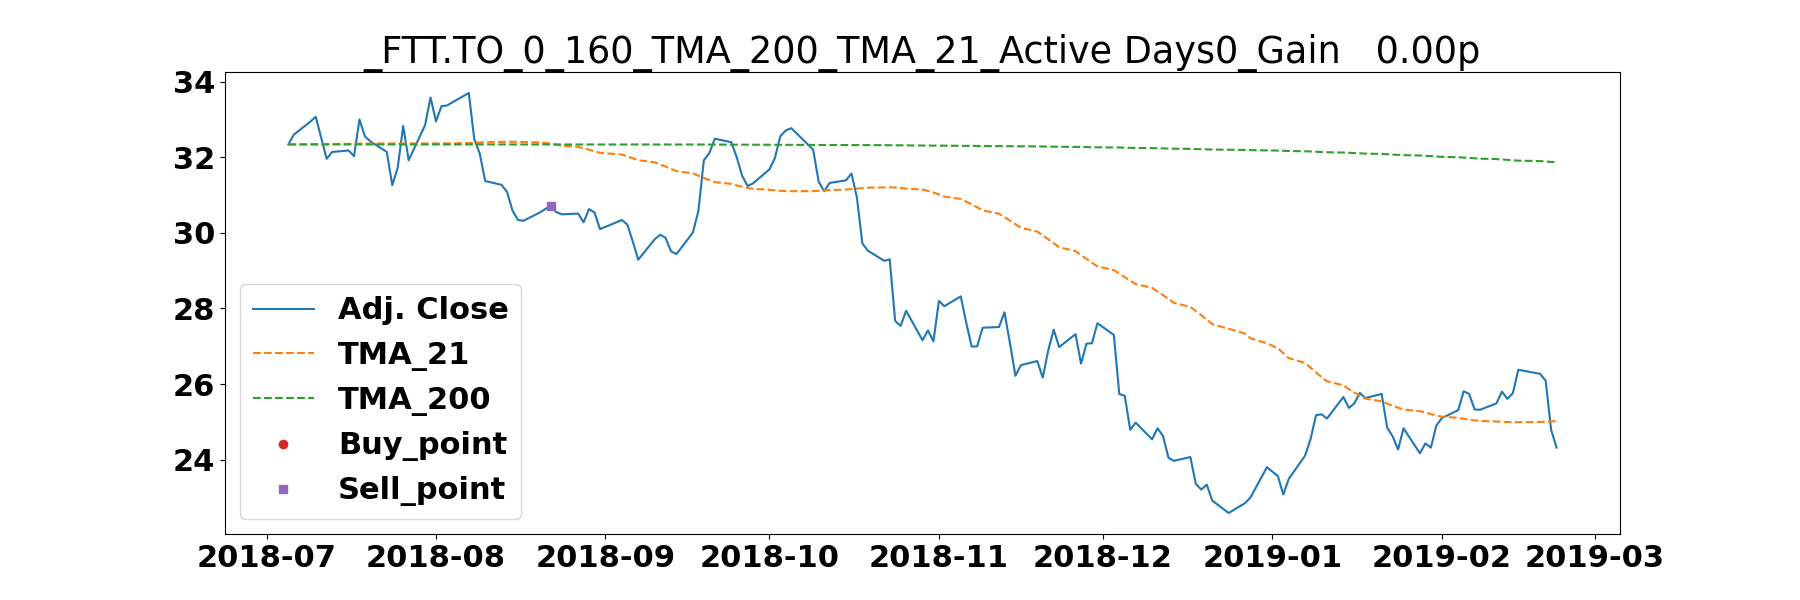 _FTT.TO_0_160_TMA_200_TMA_21_Active Days0_Gain   0.00p
34
32
30
28
26
24
Adj. Close
TMA_21
TMA_200
Buy_point
Sell_point
2018-07 2018-08 2018-09 2018-10 2018-11 2018-12 2019-01 2019-02 2019-03